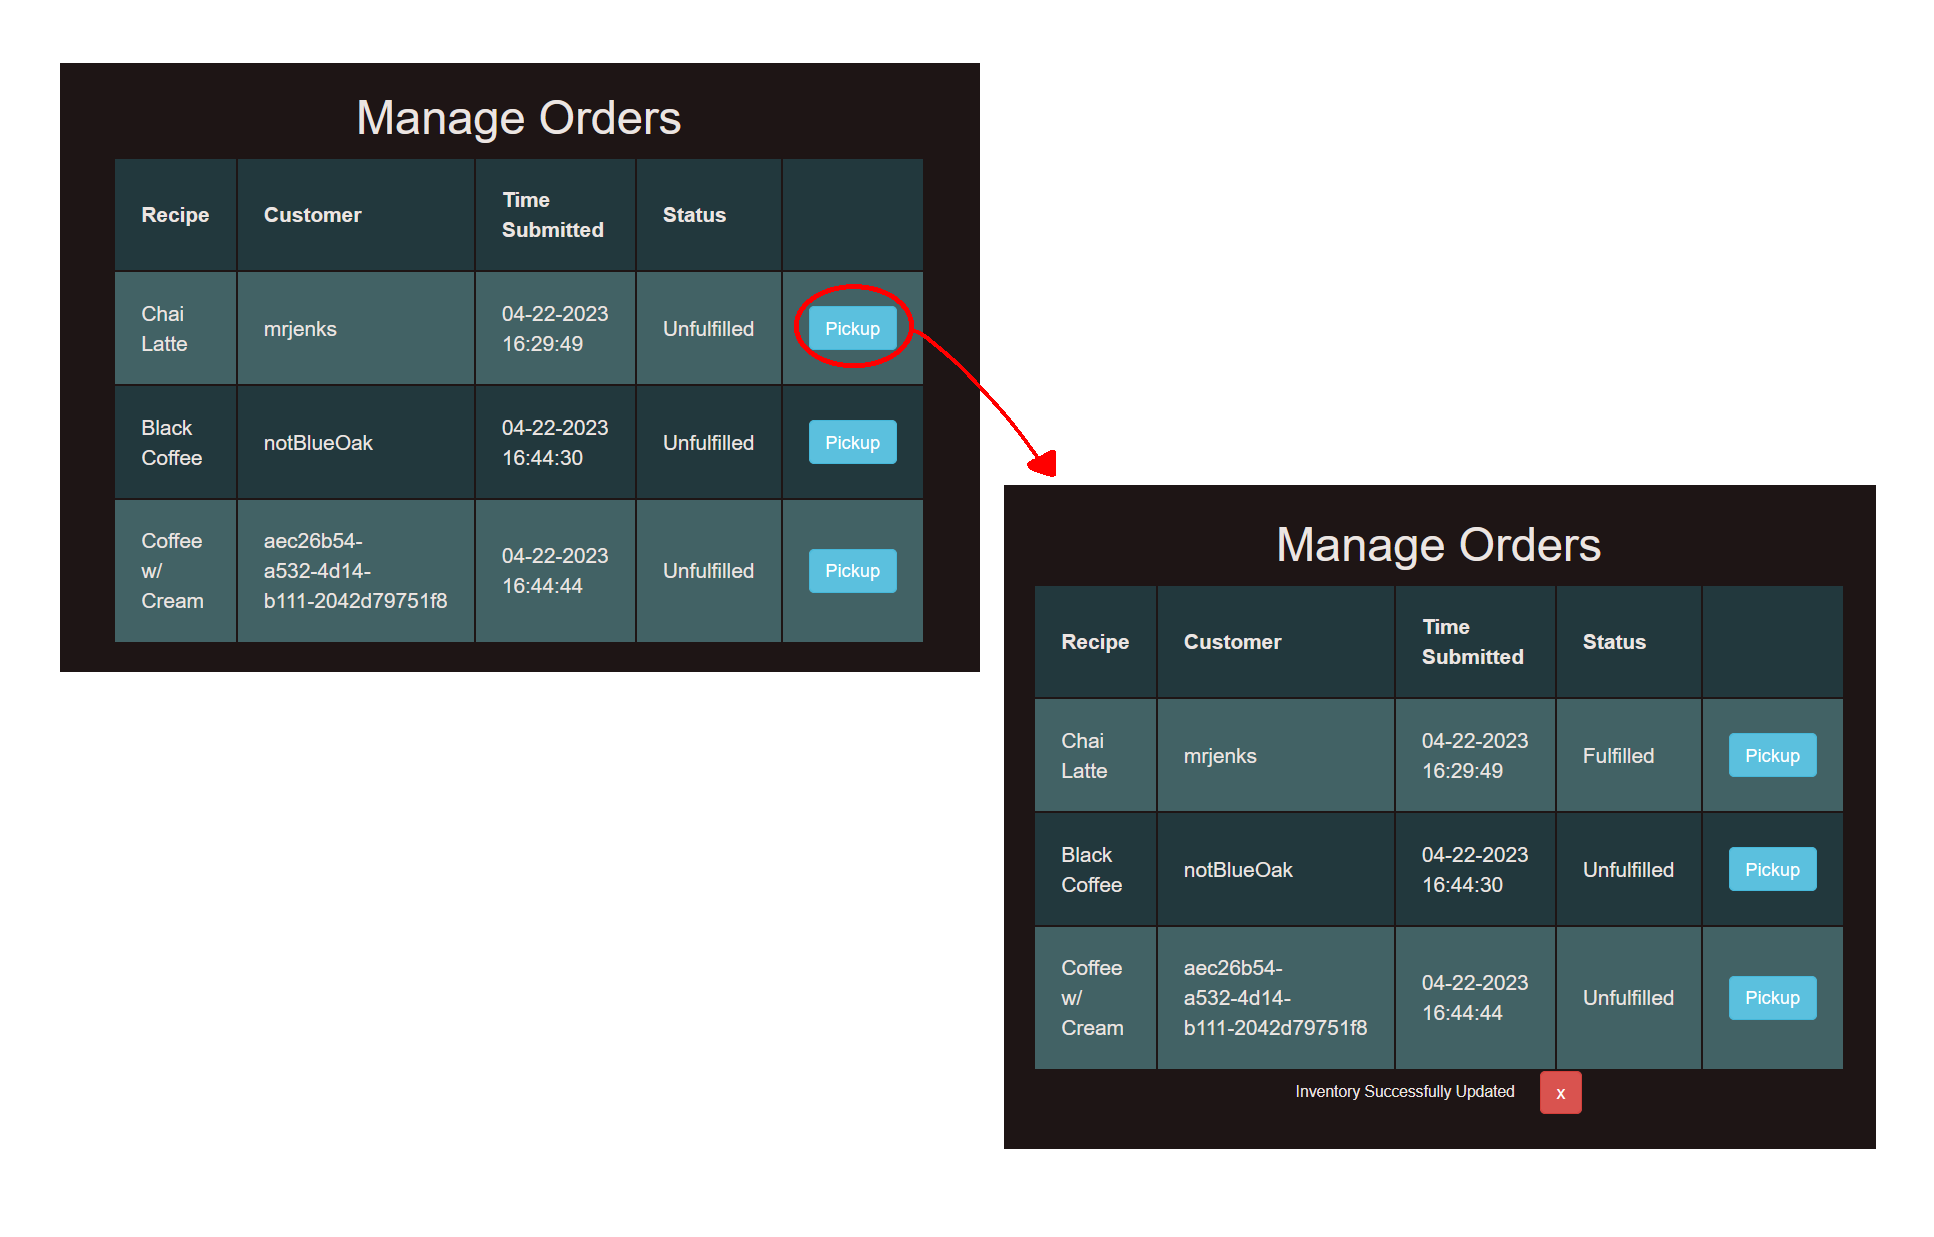 Manage Orders
Recipe
Customer
Time
Submitted
Status
Chai
Latte
mrjenks
04-22-2023
16:29:49
Unfulfilled
Pickup
Black
Coffee
notBlueOak
04-22-2023
16:44:30
Unfulfilled
Pickup
Coffee
w/
Cream
aec26b54-
a532-4d14-
b111-2042d79751f8
04-22-2023
16:44:44
Unfulfilled
Pickup
Manage Orders
Recipe
Customer
Time
Submitted
Status
Chai
Latte
mrjenks
04-22-2023
16:29:49
Fulfilled
Pickup
Black
Coffee
notBlueOak
04-22-2023
16:44:30
Unfulfilled
Pickup
Coffee
w/
Cream
aec26b54-
a532-4d14-
b111-2042d79751f8
04-22-2023
16:44:44
Unfulfilled
Pickup
Inventory Successfully Updated
x